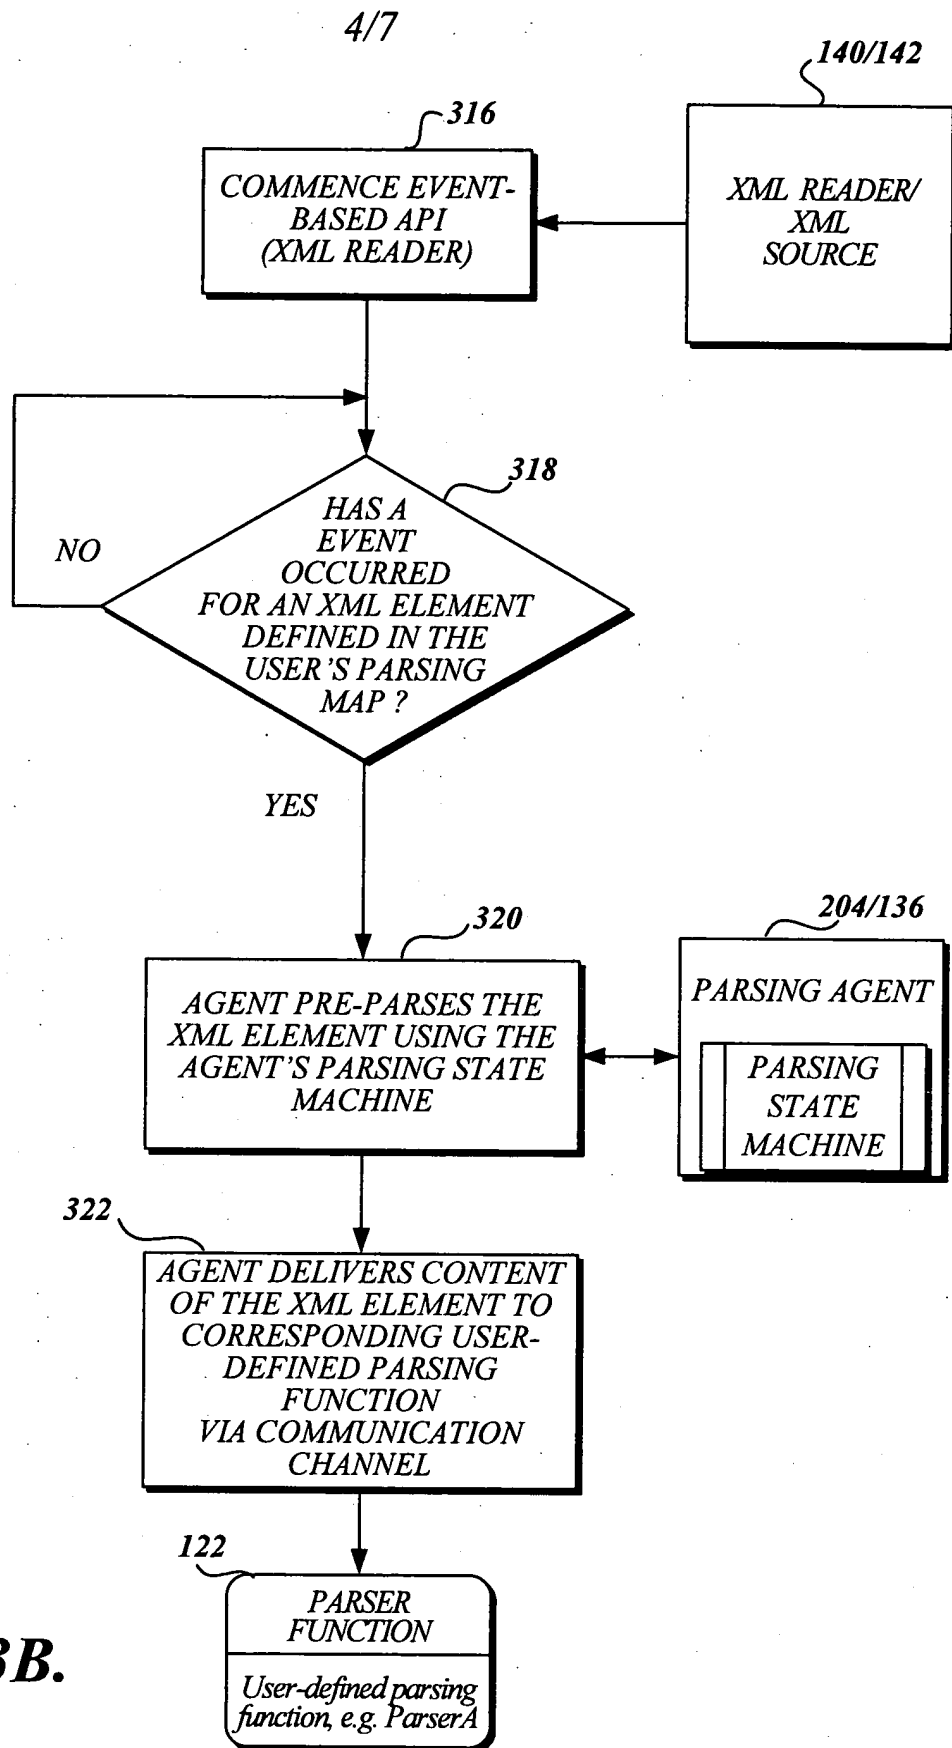 4/7
140/142
316
COMMENCE EVENT-
BASED API
(XML READER)
XML READER/
XML
SOURCE
318
HAS A
EVENT
OCCURRED
FOR AN XML ELEMENT
DEFINED IN THE
USER'S PARSING
MAP ?
NO
YES
320
AGENT PRE-PARSES THE
XML ELEMENT USING THE
AGENT'S PARSING STATE
MACHINE
204/136
PARSING AGENT
PARSING
STATE
MACHINE
322
AGENT DELIVERS CONTENT
OF THE XML ELEMENT TO
CORRESPONDING USER-
DEFINED PARSING
FUNCTION
VIA COMMUNICATION
CHANNEL
122
PARSER
FUNCTION
User-defined parsing
function, e.g. ParserA
3B.